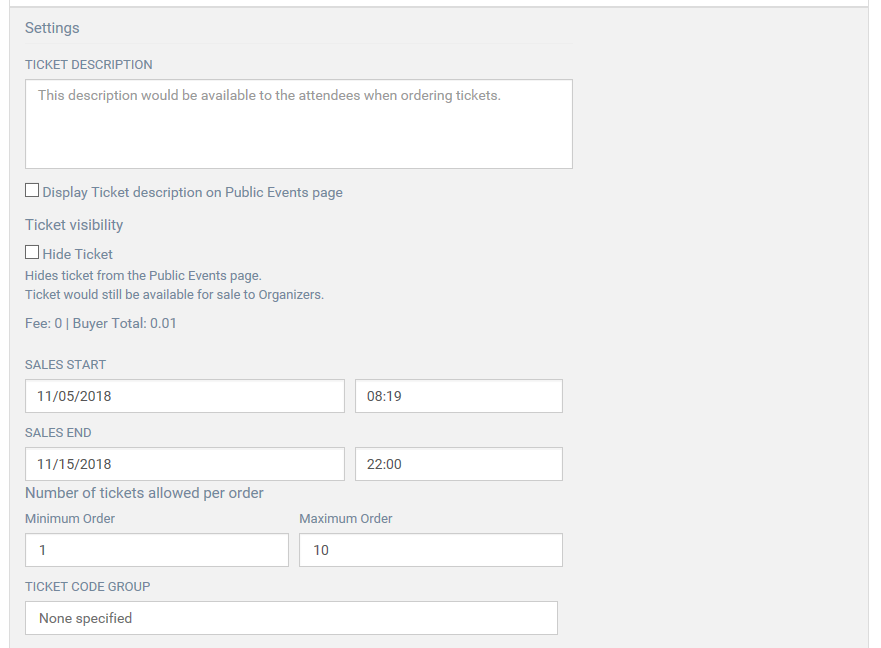 Settings
TICKET DESCRIPTION
This description would be available to the attendees when ordering tickets.
Display Ticket description on Public Events page
Ticket visibility
Hide Ticket
Hides ticket from the Public Events page.
Ticket would still be available for sale to Organizers.
Fee: 0 | Buyer Total: 0.01
SALES START
11/05/2018 08:19
SALES END
11/15/2018 22:00
Number of tickets allowed per order
Minimum Order Maximum Order
1 10
TICKET CODE GROUP
None specified